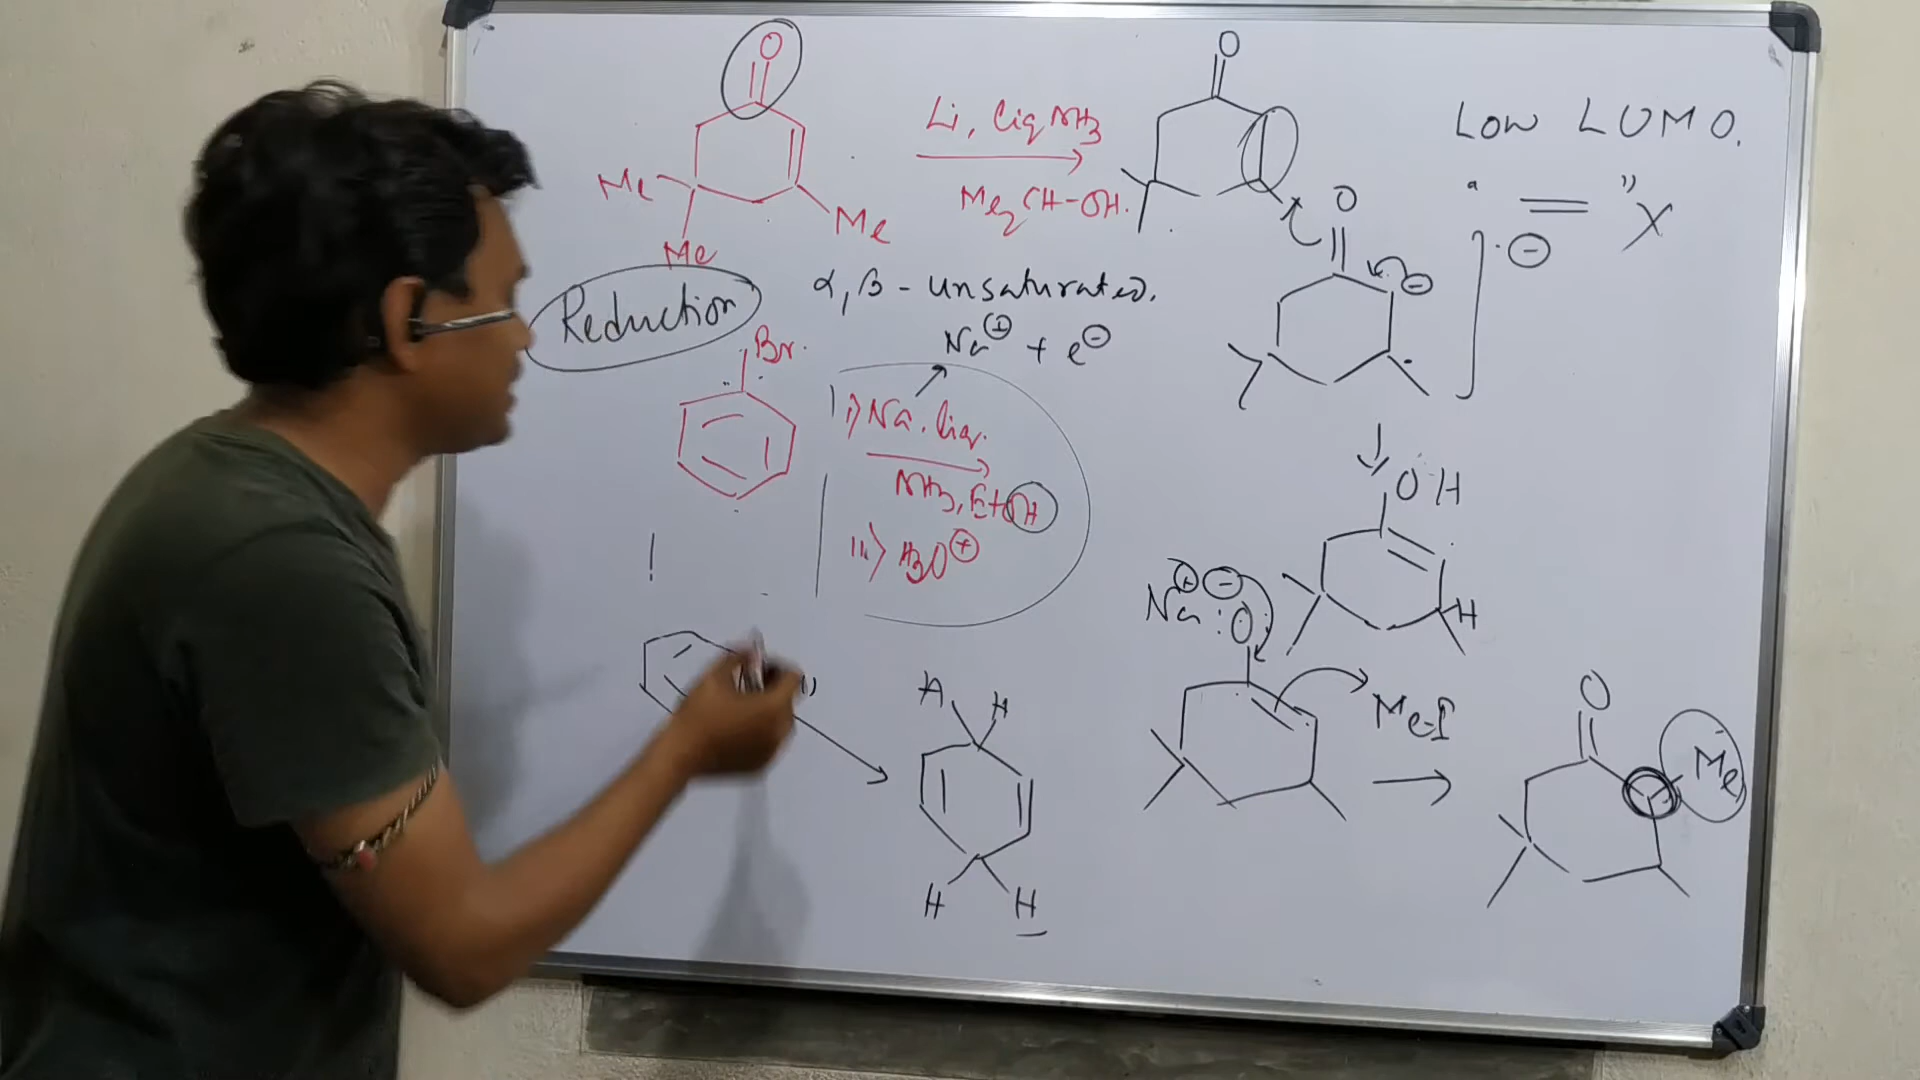 O
Li, liq NH3
Me2CH-OH.
Me
Me
Me
O
Low LUMO.
" = " X
Reduction
α, β - unsaturated.
Na⊕ + e⊖
Br.
i) Na, liq.
NH3, EtOH
ii) H3O⊕
O
⊖
·⊖
OH
H
Na⊕ ⊖
:O
Me-I
O
Me
H
H
H
H